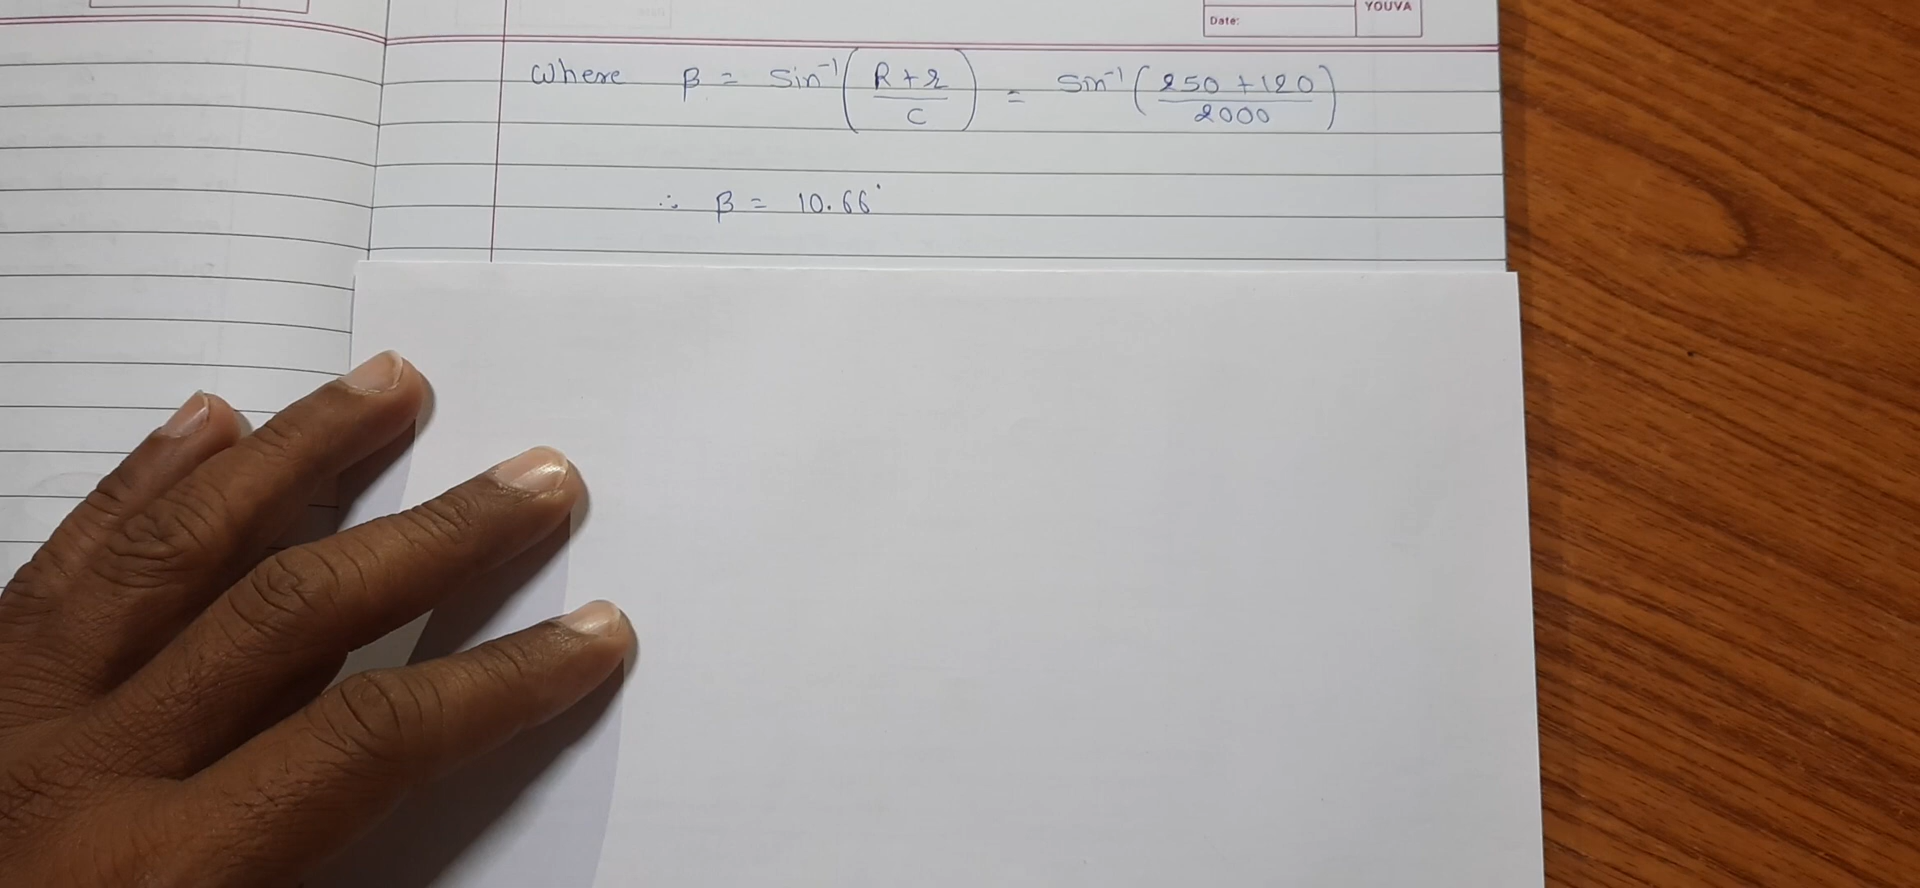 YOUVA
Date:
Where β = Sin⁻¹((R+r)/C) = Sin⁻¹((250+120)/2000)
∴ β = 10.66°